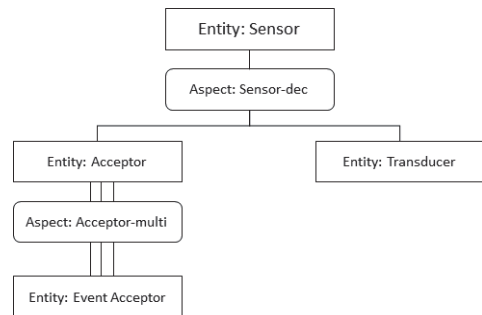 Entity: Sensor
Aspect: Sensor-dec
Entity: Acceptor
Entity: Transducer
Aspect: Acceptor-multi
Entity: Event Acceptor